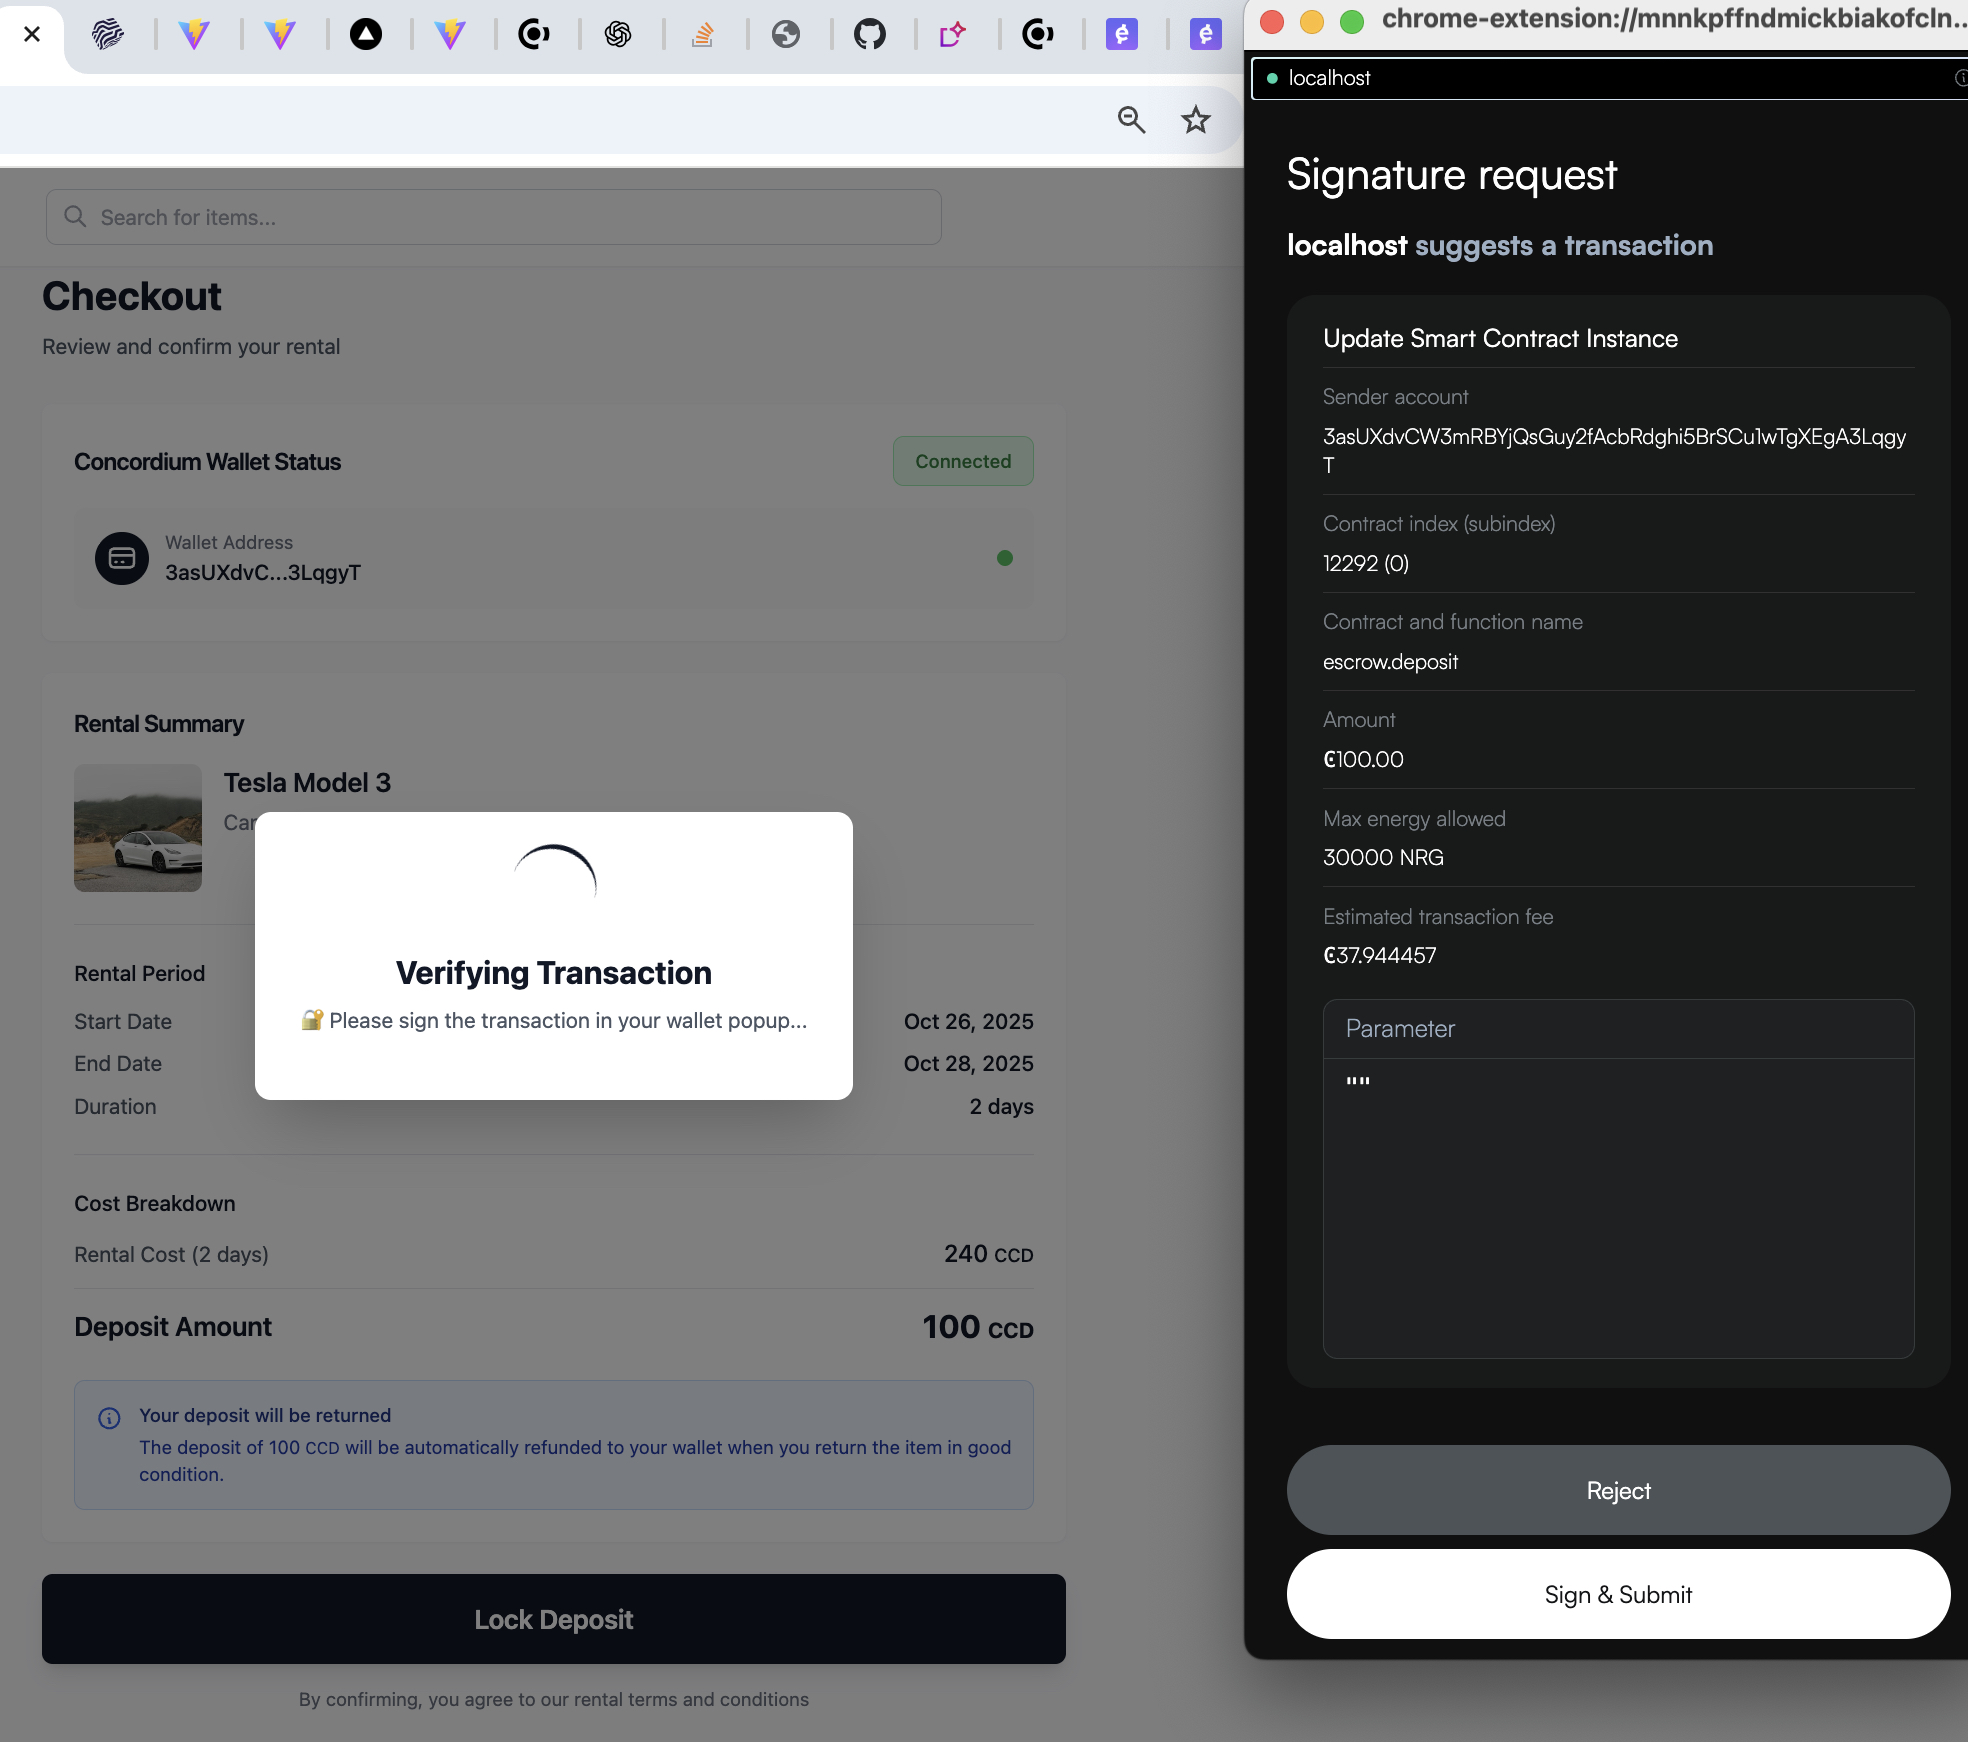 chrome-extension://mnnkpffndmickbiakofcln...
localhost
Search for items...
Checkout
Review and confirm your rental
Concordium Wallet Status
Connected
Wallet Address
3asUXdvC...3LqgyT
Rental Summary
Tesla Model 3
Car
Verifying Transaction
🔐 Please sign the transaction in your wallet popup...
Rental Period
Start Date
Oct 26, 2025
End Date
Oct 28, 2025
Duration
2 days
Cost Breakdown
Rental Cost (2 days)
240 CCD
Deposit Amount
100 CCD
Your deposit will be returned
The deposit of 100 CCD will be automatically refunded to your wallet when you return the item in good
condition.
Lock Deposit
By confirming, you agree to our rental terms and conditions
Signature request
localhost suggests a transaction
Update Smart Contract Instance
Sender account
3asUXdvCW3mRBYjQsGuy2fAcbRdghi5BrSCu1wTgXEgA3Lqgy
T
Contract index (subindex)
12292 (0)
Contract and function name
escrow.deposit
Amount
Ͼ100.00
Max energy allowed
30000 NRG
Estimated transaction fee
Ͼ37.944457
Parameter
""
Reject
Sign & Submit